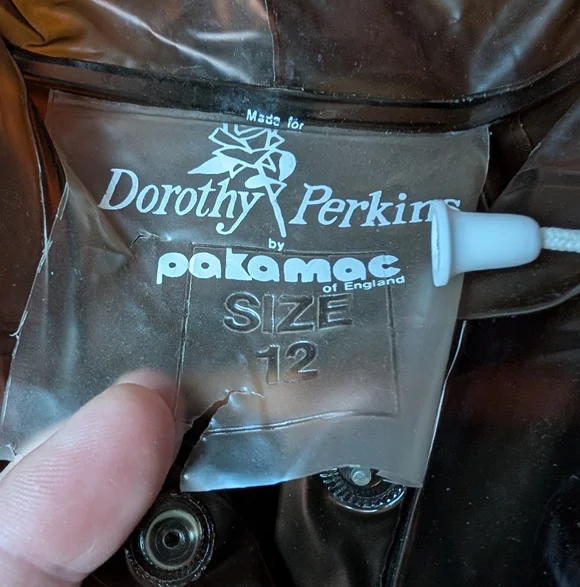 Made for
Dorothy Perkins
by
pakamac
of England
SIZE
12